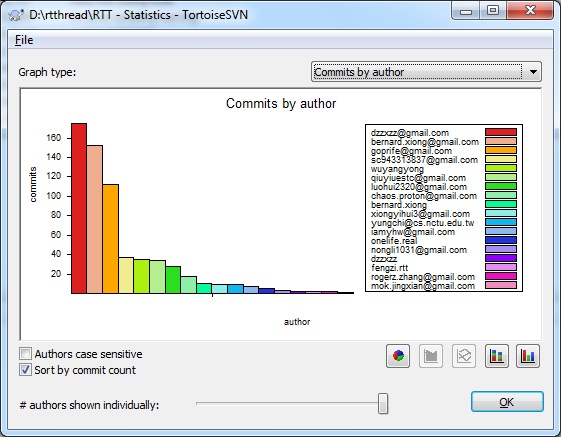 D:\rtthread\RTT - Statistics - TortoiseSVN
File
Graph type:
Commits by author
Commits by author
commits
160
140
120
100
80
60
40
20
author
dzzxzz@gmail.com
bernard.xiong@gmail.com
goprife@gmail.com
sc943313837@gmail.com
wuyangyong
qiuyiuestc@gmail.com
luohui2320@gmail.com
chaos.proton@gmail.com
bernard.xiong
xiongyihui3@gmail.com
yungchi@cs.nctu.edu.tw
iamyhw@gmail.com
onelife.real
nongli1031@gmail.com
dzzxzz
fengzi.rtt
rogerz.zhang@gmail.com
mok.jingxian@gmail.com
Authors case sensitive
Sort by commit count
# authors shown individually:
OK